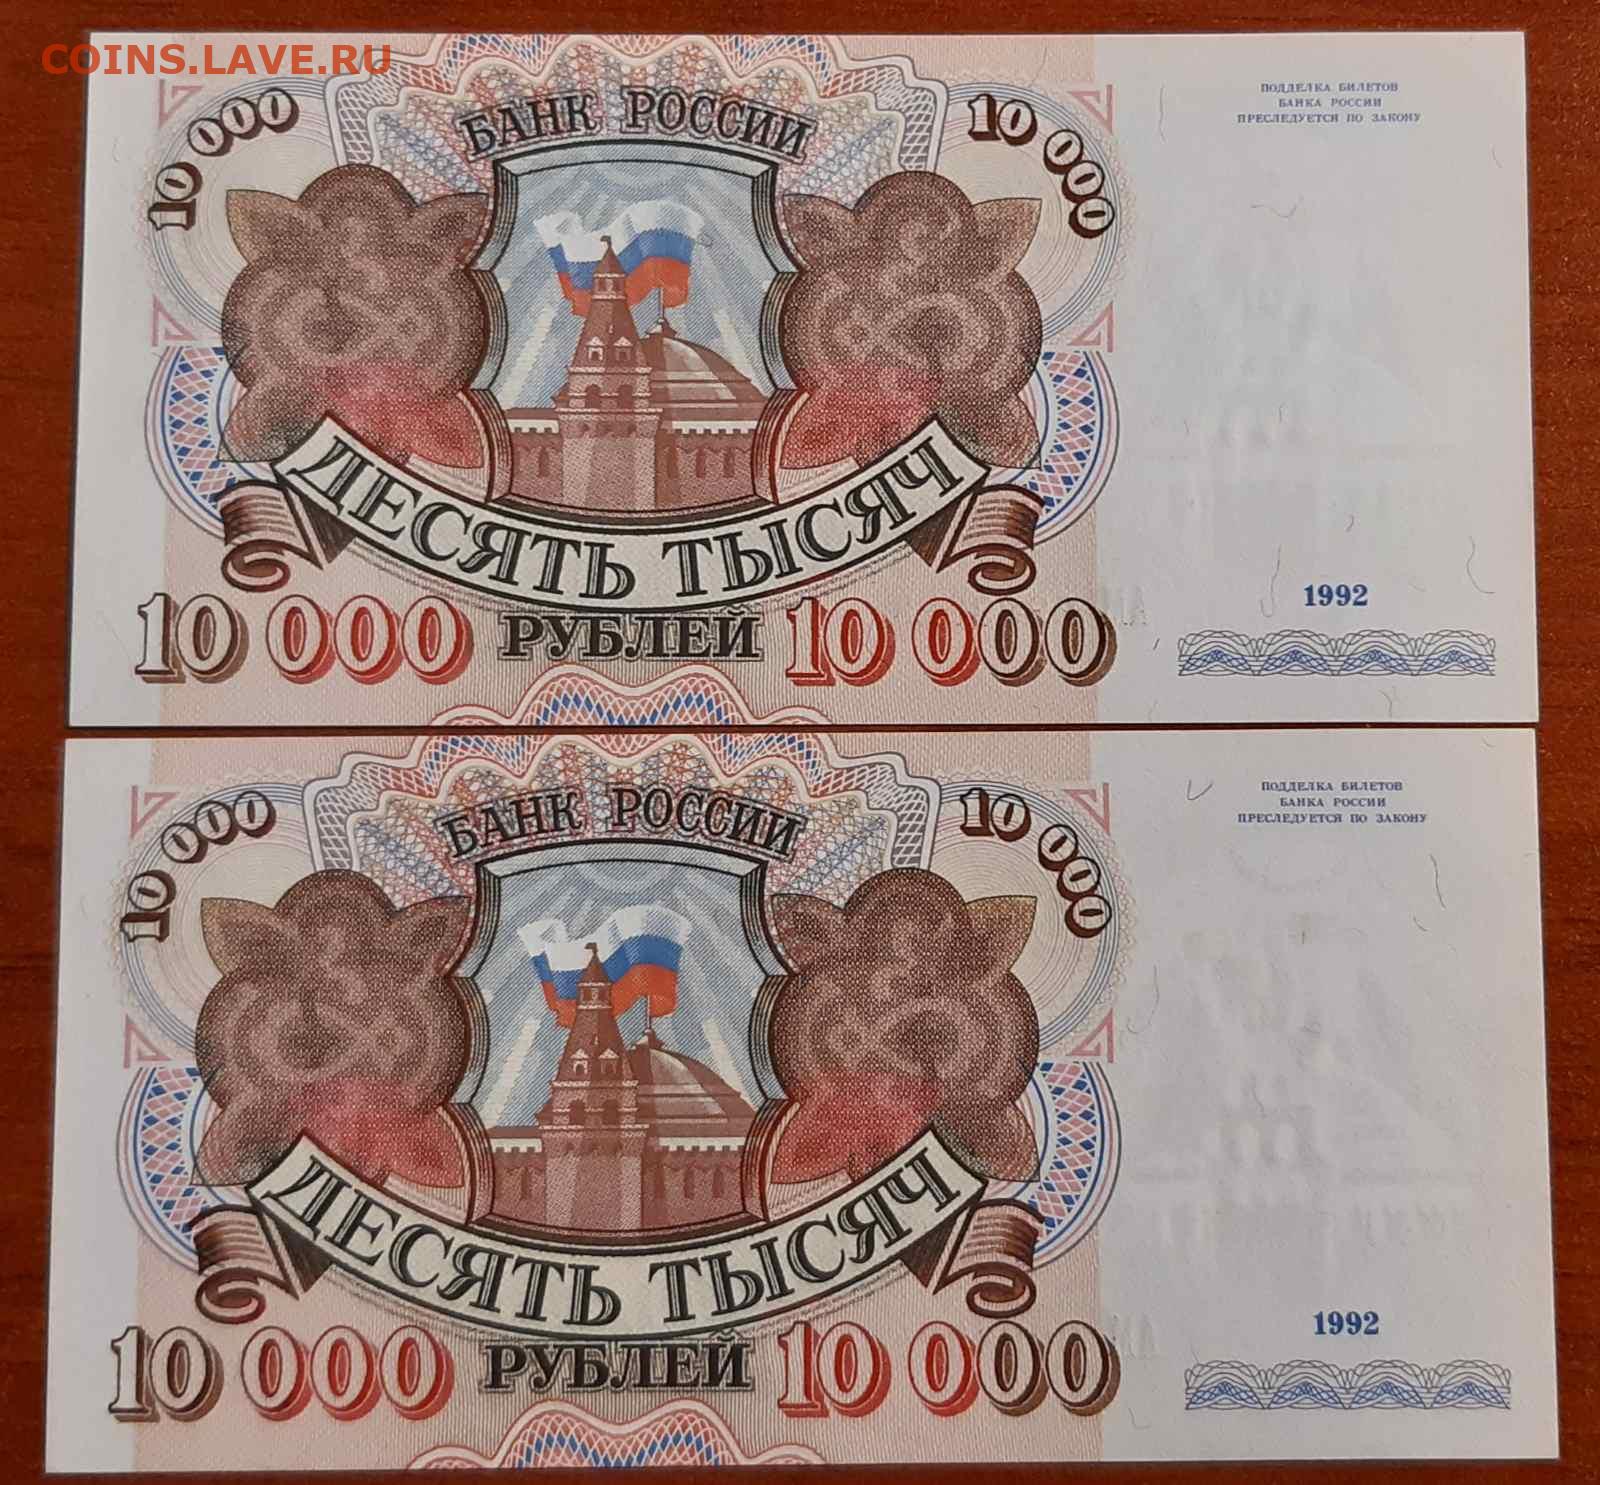 COINS.LAVE.RU
10 000
БАНК РОССИИ
10 000
ПОДДЕЛКА БИЛЕТОВ
БАНКА РОССИИ
ПРЕСЛЕДУЕТСЯ ПО ЗАКОНУ
ДЕСЯТЬ ТЫСЯЧ
10 000 РУБЛЕЙ 10 000
1992
10 000
БАНК РОССИИ
10 000
ПОДДЕЛКА БИЛЕТОВ
БАНКА РОССИИ
ПРЕСЛЕДУЕТСЯ ПО ЗАКОНУ
ДЕСЯТЬ ТЫСЯЧ
10 000 РУБЛЕЙ 10 000
1992